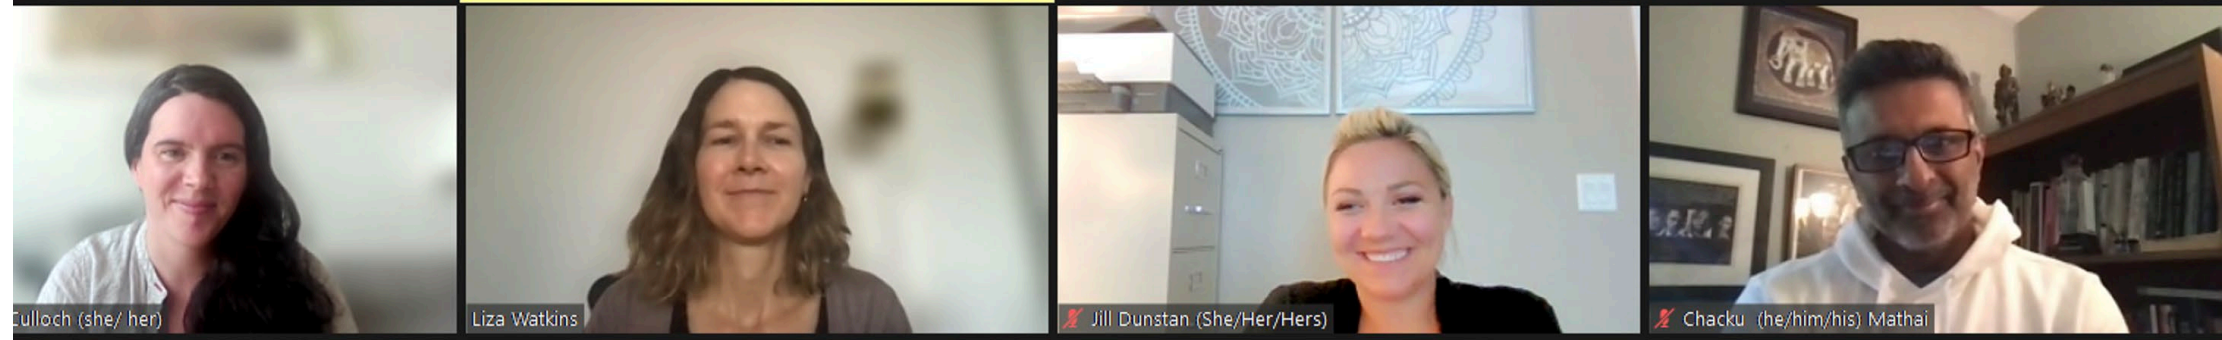 Culloch (she/ her)
Liza Watkins
Jill Dunstan (She/Her/Hers)
Chacku  (he/him/his) Mathai